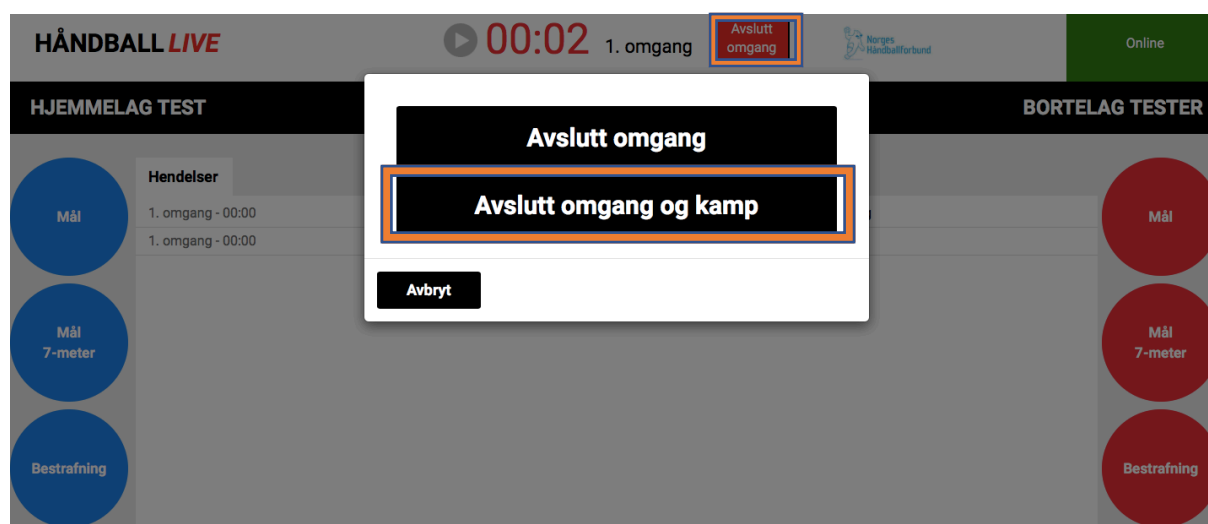 HÅNDBALL LIVE
00:02 1. omgang
Avslutt
omgang
Norges
Håndballforbund
Online
HJEMMELAG TEST
BORTELAG TESTER
Avslutt omgang
Avslutt omgang og kamp
Avbryt
Hendelser
1. omgang - 00:00
1. omgang - 00:00
Mål
Mål
7-meter
Bestrafning
Mål
Mål
7-meter
Bestrafning